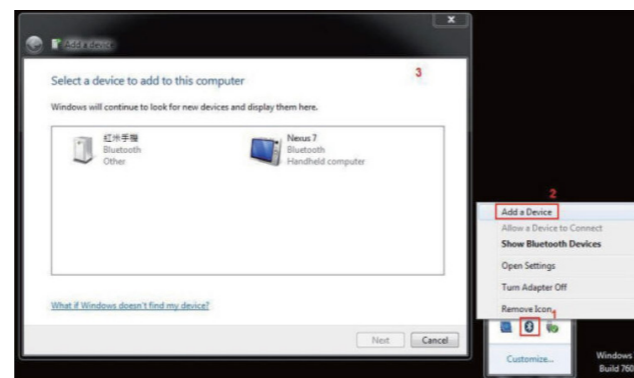 x
Add a device
3
Select a device to add to this computer
Windows will continue to look for new devices and display them here.
紅米手機
Bluetooth
Other
Nexus 7
Bluetooth
Handheld computer
What if Windows doesn't find my device?
Next
Cancel
2
Add a Device
Allow a Device to Connect
Show Bluetooth Devices
Open Settings
Turn Adapter Off
Remove Icon
1
Customize...
Windows
Build 760